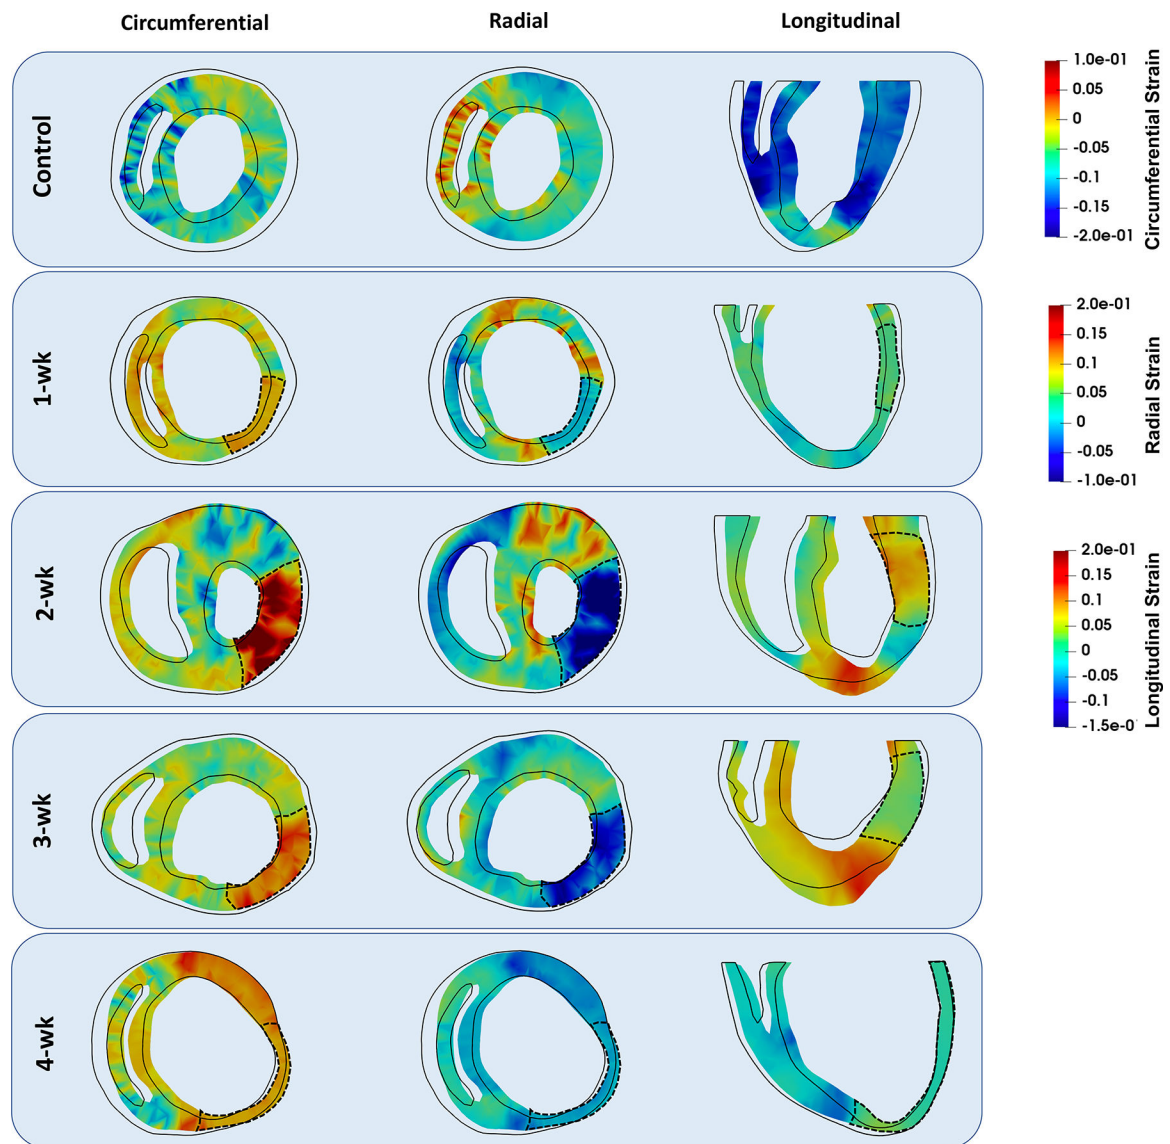 Circumferential Radial Longitudinal
Control
1-wk
2-wk
3-wk
4-wk
1.0e-01
0.05
0
-0.05
-0.1
-0.15
-2.0e-01
Circumferential Strain
2.0e-01
0.15
0.1
0.05
0
-0.05
-1.0e-01
Radial Strain
2.0e-01
0.15
0.1
0.05
0
-0.05
-0.1
-1.5e-0
Longitudinal Strain